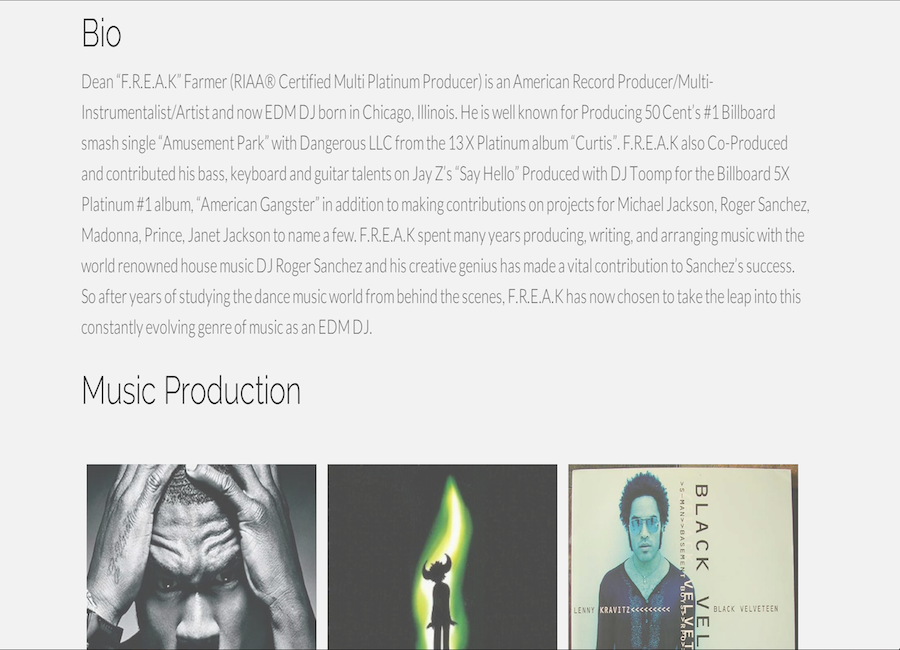 Bio
Dean “F.R.E.A.K” Farmer (RIAA® Certified Multi Platinum Producer) is an American Record Producer/Multi-
Instrumentalist/Artist and now EDM DJ born in Chicago, Illinois. He is well known for Producing 50 Cent’s #1 Billboard
smash single “Amusement Park” with Dangerous LLC from the 13 X Platinum album “Curtis”. F.R.E.A.K also Co-Produced
and contributed his bass, keyboard and guitar talents on Jay Z’s “Say Hello” Produced with DJ Toomp for the Billboard 5X
Platinum #1 album, “American Gangster” in addition to making contributions on projects for Michael Jackson, Roger Sanchez,
Madonna, Prince, Janet Jackson to name a few. F.R.E.A.K spent many years producing, writing, and arranging music with the
world renowned house music DJ Roger Sanchez and his creative genius has made a vital contribution to Sanchez’s success.
So after years of studying the dance music world from behind the scenes, F.R.E.A.K has now chosen to take the leap into this
constantly evolving genre of music as an EDM DJ.
Music Production
BLACK VEL
>S-MAN>>BASEMENT BOYS>>
VELVET
LENNY KRAVITZ<<<<<<<<<
BLACK VELVETEEN